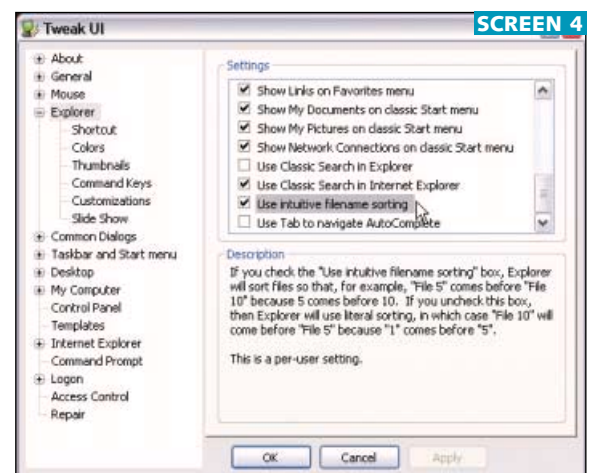 Tweak UI
SCREEN 4
About
General
Mouse
Explorer
Shortcut
Colors
Thumbnails
Command Keys
Customizations
Slide Show
Common Dialogs
Taskbar and Start menu
Desktop
My Computer
Control Panel
Templates
Internet Explorer
Command Prompt
Logon
Access Control
Repair
Settings
Show Links on Favorites menu
Show My Documents on classic Start menu
Show My Pictures on classic Start menu
Show Network Connections on classic Start menu
Use Classic Search in Explorer
Use Classic Search in Internet Explorer
Use intuitive filename sorting
Use Tab to navigate AutoComplete
Description
If you check the "Use intuitive filename sorting" box, Explorer
will sort files so that, for example, "File 5" comes before "File
10" because 5 comes before 10. If you uncheck this box,
then Explorer will use literal sorting, in which case "File 10" will
come before "File 5" because "1" comes before "5".
This is a per-user setting.
OK
Cancel
Apply